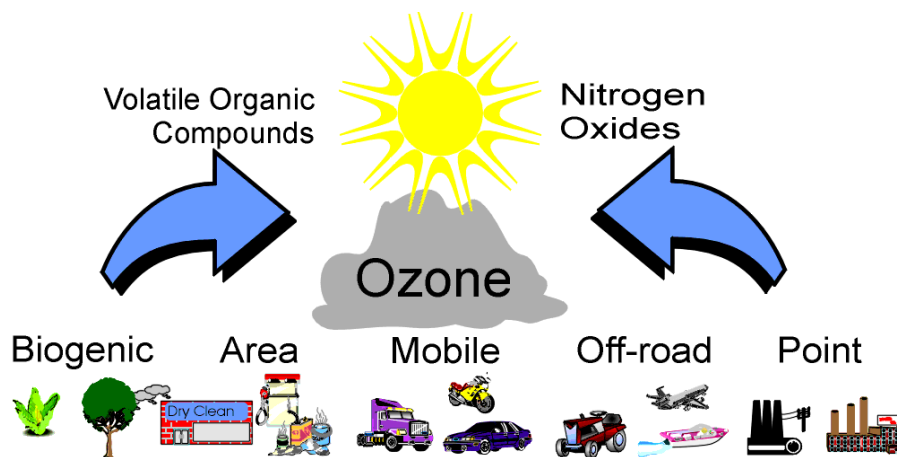 Volatile Organic
Compounds
Nitrogen
Oxides
Ozone
Biogenic
Area
Mobile
Off-road
Point
Dry Clean